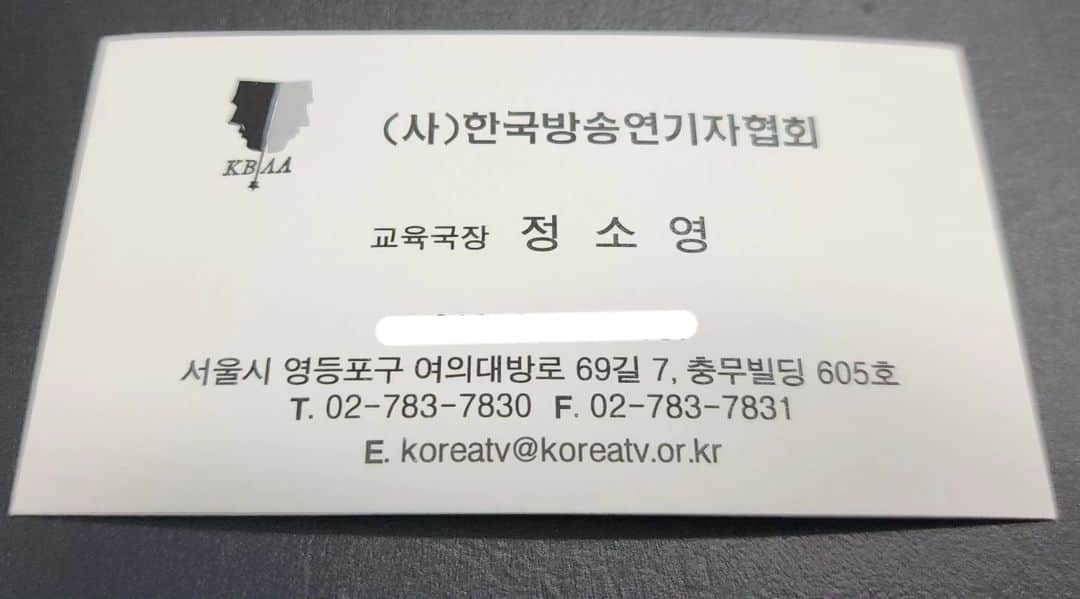 KBAA
(사)한국방송연기자협회
교육국장 정 소 영
서울시 영등포구 여의대방로 69길 7, 충무빌딩 605호
T. 02-783-7830 F. 02-783-7831
E. koreatv@koreatv.or.kr